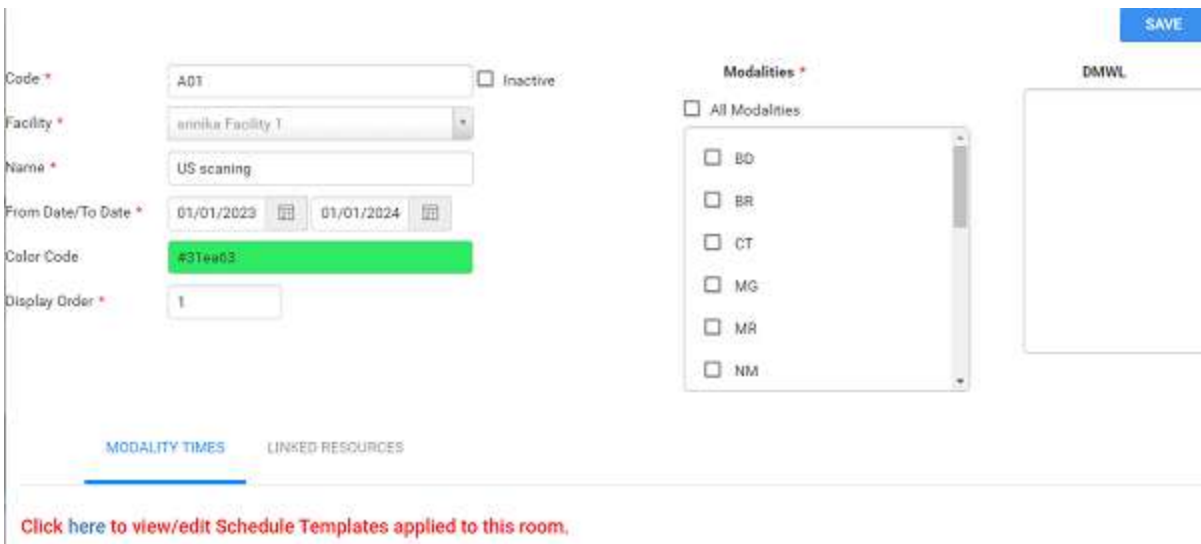 SAVE
Code *
A01
Inactive
Facility *
Name *
US scaning
From Date/To Date *
01/01/2023
01/01/2024
Color Code
#31ea63
Display Order *
1
Modalities *
All Modalities
BD
BR
CT
MG
MR
NM
DMWL
MODALITY TIMES
LINKED RESOURCES
Click here to view/edit Schedule Templates applied to this room.